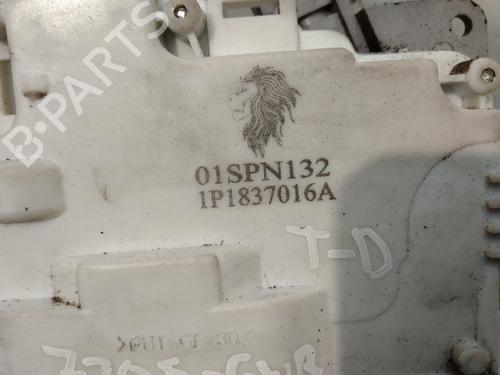 B-PARTS
01SPN132
1P1837016A
T-D
>PBT-GF 30<